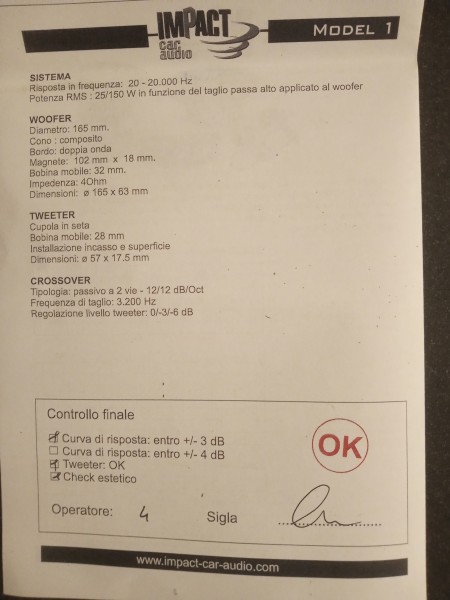 IMPACT
car
audio
MODEL 1
SISTEMA
Risposta in frequenza: 20 - 20.000 Hz
Potenza RMS : 25/150 W in funzione del taglio passa alto applicato al woofer
WOOFER
Diametro: 165 mm.
Cono : composito
Bordo: doppia onda
Magnete: 102 mm x 18 mm.
Bobina mobile: 32 mm.
Impedenza: 4Ohm
Dimensioni: ø 165 x 63 mm
TWEETER
Cupola in seta
Bobina mobile: 28 mm
Installazione incasso e superficie
Dimensioni: ø 57 x 17.5 mm
CROSSOVER
Tipologia: passivo a 2 vie - 12/12 dB/Oct
Frequenza di taglio: 3.200 Hz
Regolazione livello tweeter: 0/-3/-6 dB
Controllo finale
Curva di risposta: entro +/- 3 dB
Curva di risposta: entro +/- 4 dB
Tweeter: OK
Check estetico
OK
Operatore: 4 Sigla
www.impact-car-audio.com